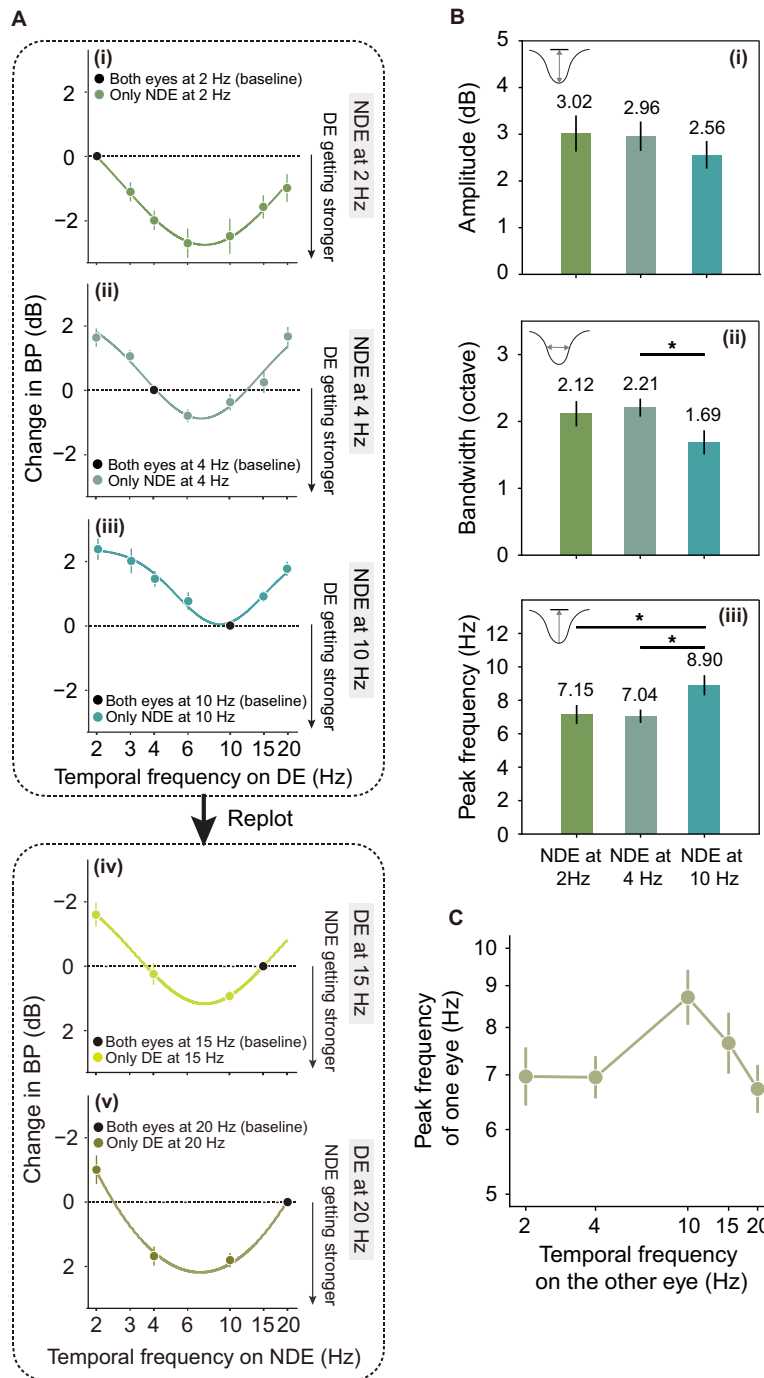 A
(i)
Both eyes at 2 Hz (baseline)
Only NDE at 2 Hz
2
0
−2
DE getting stronger
NDE at 2 Hz
(ii)
2
0
−2
Both eyes at 4 Hz (baseline)
Only NDE at 4 Hz
DE getting stronger
NDE at 4 Hz
Change in BP (dB)
(iii)
2
0
−2
Both eyes at 10 Hz (baseline)
Only NDE at 10 Hz
DE getting stronger
NDE at 10 Hz
2 3 4 6 10 15 20
Temporal frequency on DE (Hz)
Replot
(iv)
−2
0
2
Both eyes at 15 Hz (baseline)
Only DE at 15 Hz
NDE getting stronger
DE at 15 Hz
Change in BP (dB)
(v)
Both eyes at 20 Hz (baseline)
Only DE at 20 Hz
-2
0
2
NDE getting stronger
DE at 20 Hz
2 3 4 6 10 15 20
Temporal frequency on NDE (Hz)
B
(i)
Amplitude (dB)
5
4
3
2
1
0
3.02 2.96 2.56
(ii)
Bandwidth (octave)
3
2
1
0
*
2.12 2.21 1.69
(iii)
Peak frequency (Hz)
12
10
8
6
4
2
0
*
*
7.15 7.04 8.90
NDE at 2Hz
NDE at 4 Hz
NDE at 10 Hz
C
Peak frequency
of one eye (Hz)
10
9
8
7
6
5
2 4 10 15 20
Temporal frequency
on the other eye (Hz)